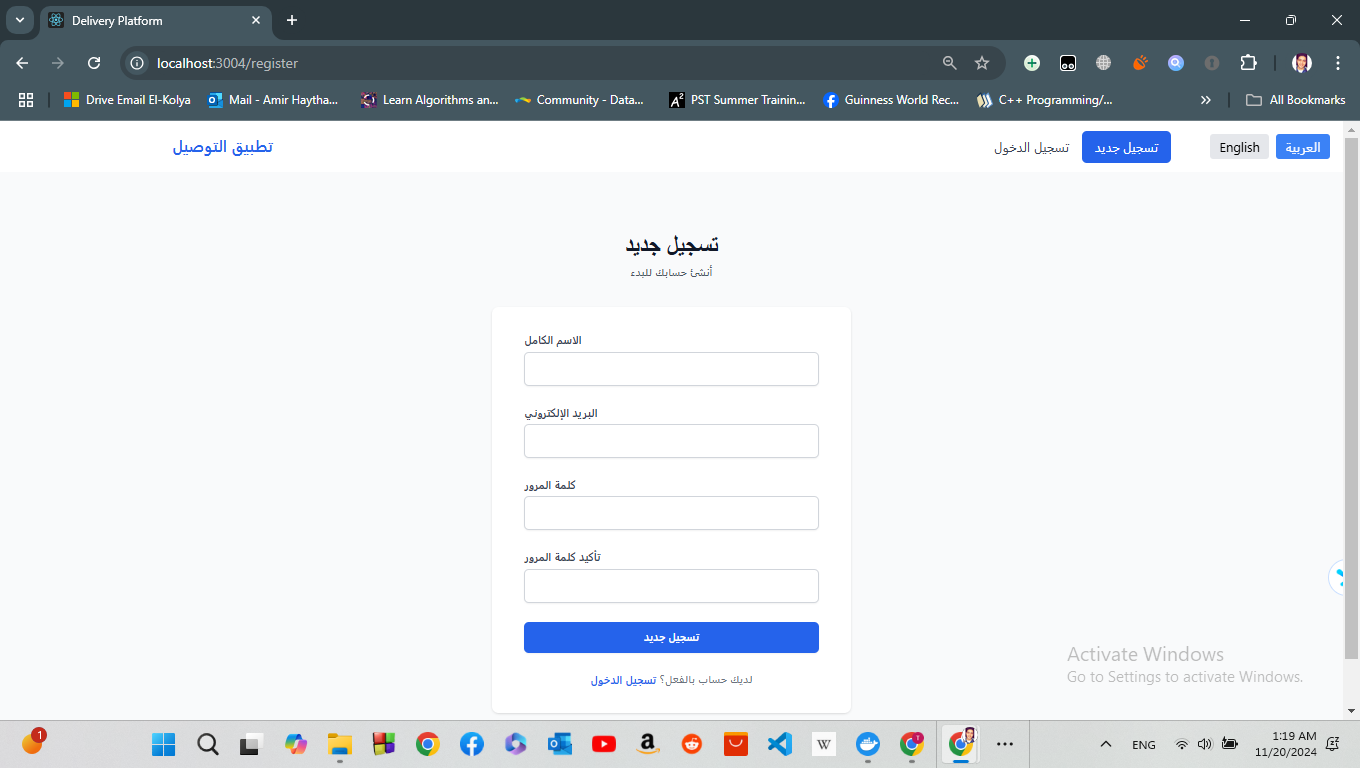 Delivery Platform
localhost:3004/register
Drive Email El-Kolya
Mail - Amir Haytha...
Learn Algorithms an...
Community - Data...
PST Summer Trainin...
Guinness World Rec...
C++ Programming/...
All Bookmarks
تطبيق التوصيل
تسجيل الدخول
تسجيل جديد
English
العربية
تسجيل جديد
أنشئ حسابك للبدء
الاسم الكامل
البريد الإلكتروني
كلمة المرور
تأكيد كلمة المرور
تسجيل جديد
لديك حساب بالفعل؟ تسجيل الدخول
Activate Windows
Go to Settings to activate Windows.
1
W
1
ENG
1:19 AM
11/20/2024